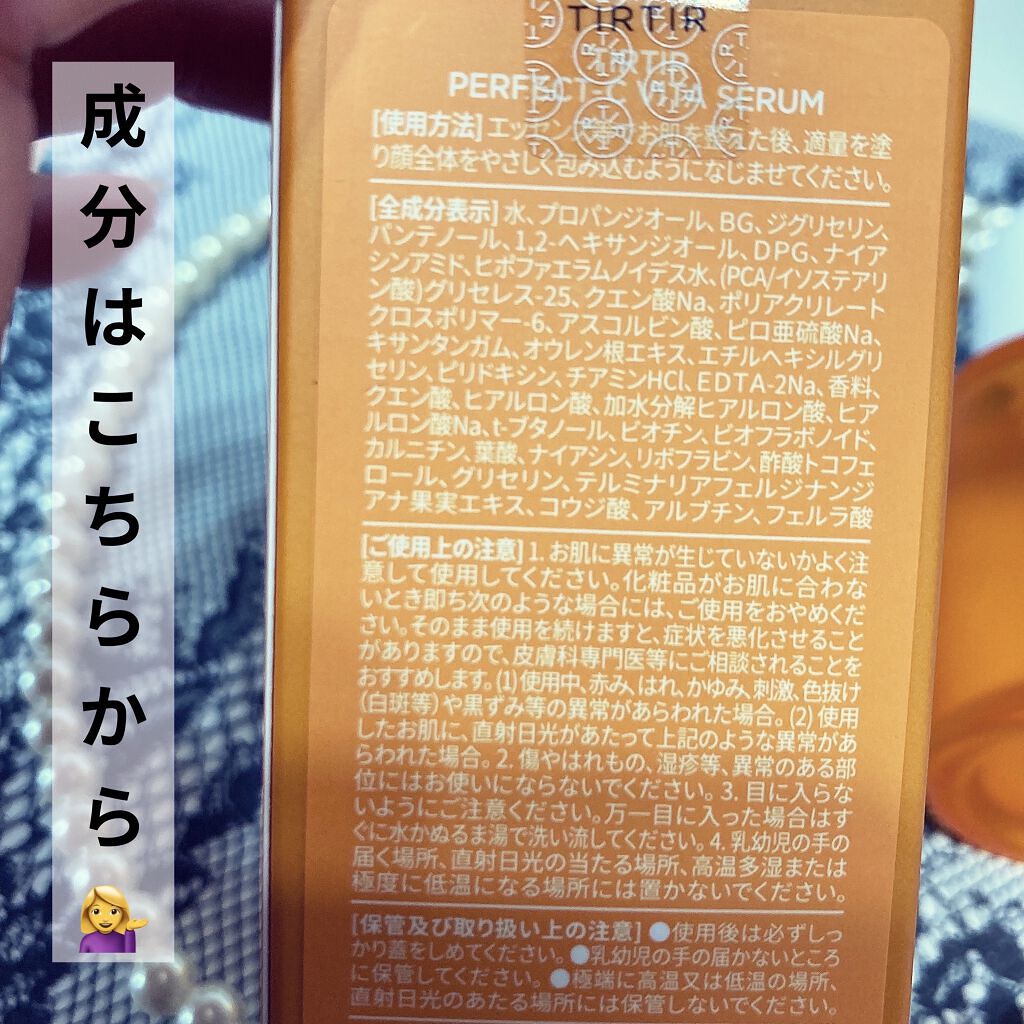 成分はこちらから
TIRTIR
TIRTIR
PERFECT-C VITA SERUM
[使用方法] エッセンス等でお肌を整えた後、適量を塗
り顔全体をやさしく包み込むようになじませてください。
[全成分表示] 水、プロパンジオール、BG、ジグリセリン、
パンテノール、1,2-ヘキサンジオール、DPG、ナイア
シンアミド、ヒポファエラムノイデス水、(PCA/イソステアリ
ン酸)グリセレス-25、クエン酸Na、ポリアクリレート
クロスポリマー-6、アスコルビン酸、ピロ亜硫酸Na、
キサンタンガム、オウレン根エキス、エチルヘキシルグリ
セリン、ピリドキシン、チアミンHCl、EDTA-2Na、香料、
クエン酸、ヒアルロン酸、加水分解ヒアルロン酸、ヒア
ルロン酸Na、t-ブタノール、ビオチン、ビオフラボノイド、
カルニチン、葉酸、ナイアシン、リボフラビン、酢酸トコフェ
ロール、グリセリン、テルミナリアフェルジナンジ
アナ果実エキス、コウジ酸、アルブチン、フェルラ酸
[ご使用上の注意] 1. お肌に異常が生じていないかよく注
意して使用してください。化粧品がお肌に合わな
いとき即ち次のような場合には、ご使用をおやめくだ
さい。そのまま使用を続けますと、症状を悪化させること
がありますので、皮膚科専門医等にご相談されることを
おすすめします。(1)使用中、赤み、はれ、かゆみ、刺激、色抜け
(白斑等)や黒ずみ等の異常があらわれた場合。(2) 使用
したお肌に、直射日光があたって上記のような異常があ
らわれた場合。2. 傷やはれもの、湿疹等、異常のある部
位にはお使いにならないでください。3. 目に入らな
いようにご注意ください。万一目に入った場合はす
ぐに水かぬるま湯で洗い流してください。4. 乳幼児の手の
届く場所、直射日光の当たる場所、高温多湿または
極度に低温になる場所には置かないでください。
[保管及び取り扱い上の注意] ●使用後は必ずしっ
かり蓋をしめてください。●乳幼児の手の届かないところ
に保管してください。●極端に高温又は低温の場所、
直射日光のあたる場所には保管しないでください。